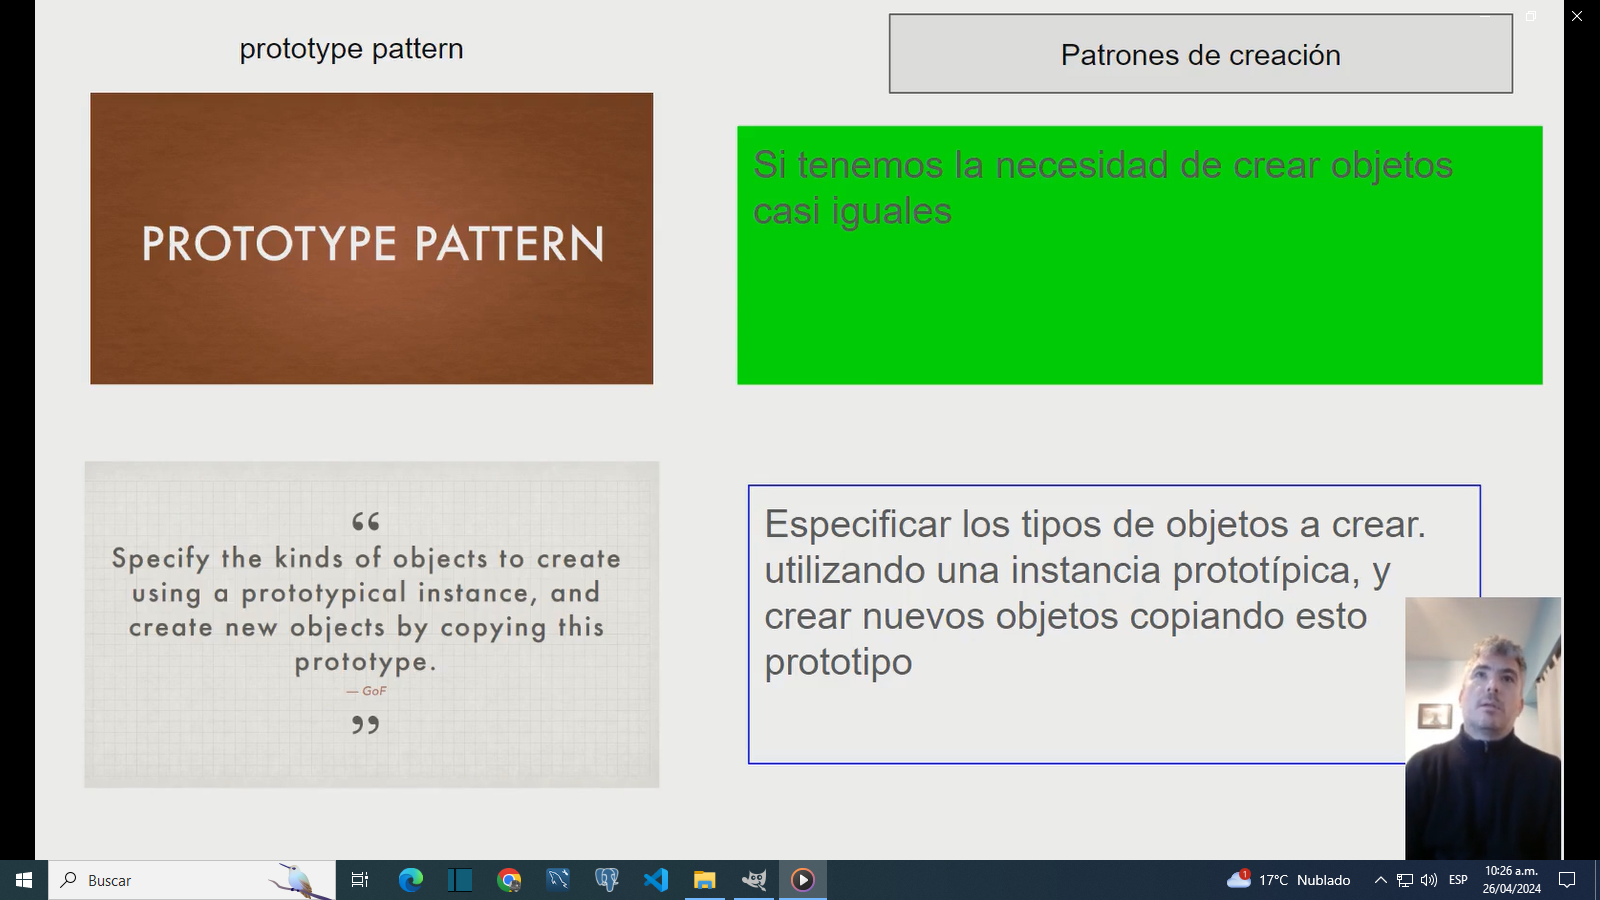 prototype pattern
Patrones de creación
PROTOTYPE PATTERN
Si tenemos la necesidad de crear objetos
casi iguales
“
Specify the kinds of objects to create
using a prototypical instance, and
create new objects by copying this
prototype.
— GoF
”
Especificar los tipos de objetos a crear.
utilizando una instancia prototípica, y
crear nuevos objetos copiando esto
prototipo
Buscar
1
17°C Nublado
ESP
10:26 a.m.
26/04/2024